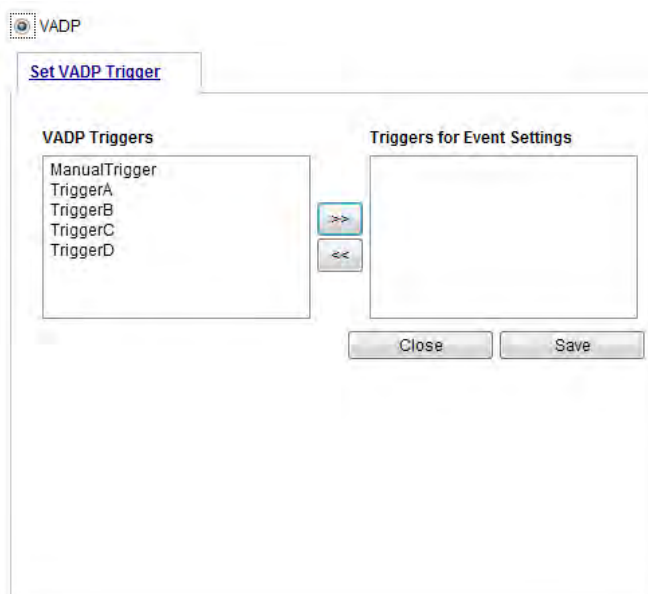 VADP
Set VADP Trigger
VADP Triggers
Triggers for Event Settings
ManualTrigger
TriggerA
TriggerB
TriggerC
TriggerD
>>
<<
Close
Save